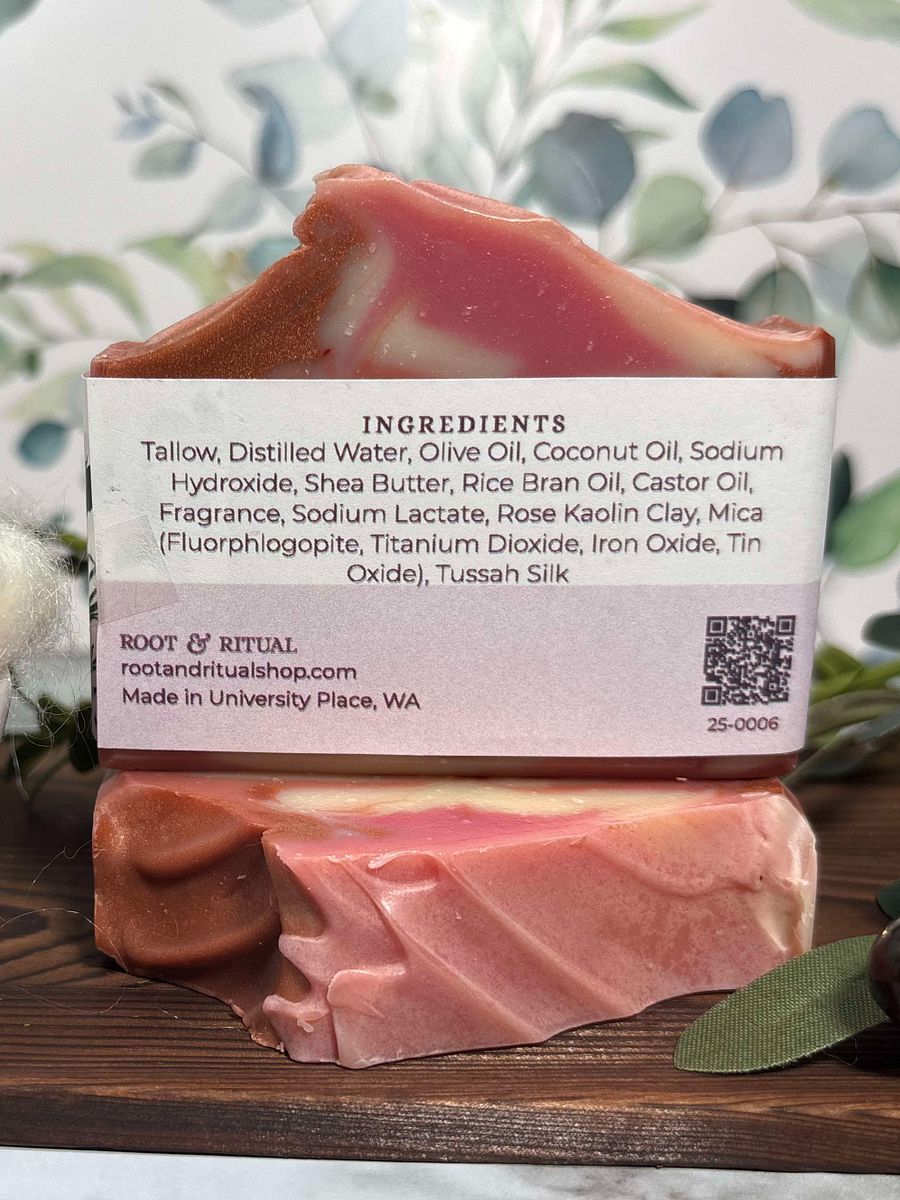 INGREDIENTS
Tallow, Distilled Water, Olive Oil, Coconut Oil, Sodium
Hydroxide, Shea Butter, Rice Bran Oil, Castor Oil,
Fragrance, Sodium Lactate, Rose Kaolin Clay, Mica
(Fluorphlogopite, Titanium Dioxide, Iron Oxide, Tin
Oxide), Tussah Silk
ROOT & RITUAL
rootandritualshop.com
Made in University Place, WA
25-0006